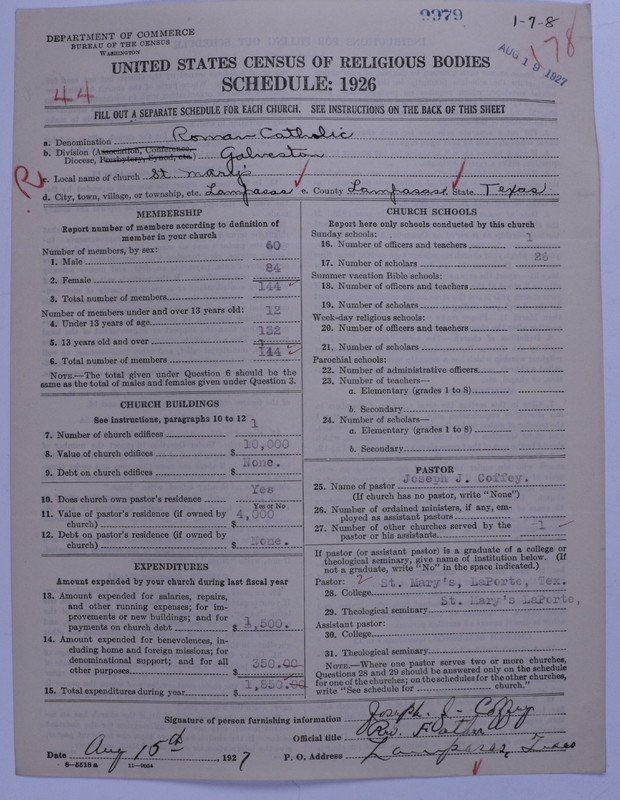 9979
1-7-8
DEPARTMENT OF COMMERCE
BUREAU OF THE CENSUS
WASHINGTON
AUG 19 1927
178
UNITED STATES CENSUS OF RELIGIOUS BODIES
SCHEDULE: 1926
44
FILL OUT A SEPARATE SCHEDULE FOR EACH CHURCH. SEE INSTRUCTIONS ON THE BACK OF THIS SHEET
a. Denomination Roman Catholic
b. Division (Association, Conference, Diocese, Presbytery, Synod, etc.) Galveston
R
c. Local name of church St Mary's
d. City, town, village, or township, etc. Lampasas e. County Lampasas f. State Texas
MEMBERSHIP
Report number of members according to definition of
member in your church
Number of members, by sex:
1. Male 60
2. Female 84
3. Total number of members 144
Number of members under and over 13 years old:
4. Under 13 years of age 12
5. 13 years old and over 132
6. Total number of members 144
NOTE.—The total given under Question 6 should be
same as the total of males and females given under Question 3.
CHURCH BUILDINGS
See instructions, paragraphs 10 to 12
7. Number of church edifices 1
8. Value of church edifices $ 10,000
9. Debt on church edifices $ None.
10. Does church own pastor's residence Yes
Yes or No
11. Value of pastor's residence (if owned by
church) $ 4,000
12. Debt on pastor's residence (if owned by
church) $ None.
EXPENDITURES
Amount expended by church during last fiscal year
13. Amount expended for salaries, repairs,
and other running expenses; for im-
provements or new buildings; and for
payments on church debt $ 1,500.
14. Amount expended for benevolences, in-
cluding home and foreign missions; for
denominational support; and for all
other purposes $ 350.00
15. Total expenditures during year $ 1,850.00
CHURCH SCHOOLS
Report here only schools conducted by this church
Sunday schools:
16. Number of officers and teachers 1
17. Number of scholars 26
Summer vacation Bible schools:
18. Number of officers and teachers
19. Number of scholars
Week-day religious schools:
20. Number of officers and teachers
21. Number of scholars
Parochial schools:
22. Number of administrative officers
23. Number of teachers—
a. Elementary (grades 1 to 8)
b. Secondary
24. Number of scholars—
a. Elementary (grades 1 to 8)
b. Secondary
PASTOR
25. Name of pastor Joseph J. Coffey.
(If church has no pastor, write "None")
26. Number of ordained ministers, if any, em-
ployed as assistant pastors
27. Number of other churches served by the
pastor or his assistants 1
If pastor (or assistant pastor) is a graduate of a college or
theological seminary, give name of institution below. (If
not a graduate, write "No" in the space indicated.)
Pastor:
28. College St. Mary's, LaPorte, Tex.
29. Theological seminary St. Mary's LaPorte,
Assistant pastor:
30. College
31. Theological seminary
NOTE.—Where one pastor serves two or more churches,
Questions 28 and 29 should be answered only on the schedule
for one of the churches; on the schedules for the other churches,
write "See schedule for church."
Signature of person furnishing information Joseph J. Coffey
Official title Rev. Father
Date Aug 15th, 1927 P. O. Address Lampasas, Texas
8-5518 a 11-9054